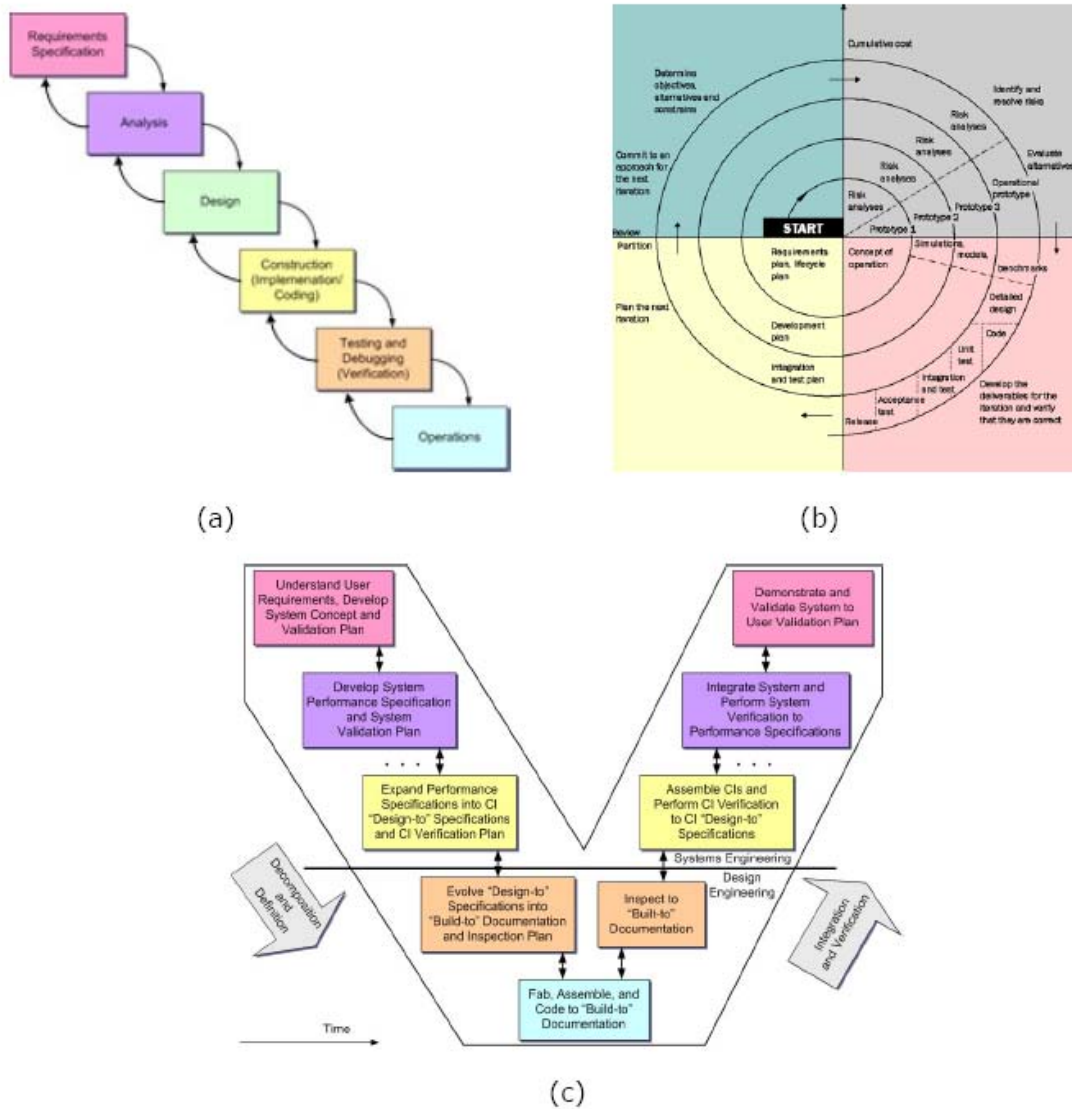 Requirements
Specification
Analysis
Design
Construction
(Implemenation/
Coding)
Testing and
Debugging
(Verification)
Operations
(a)
Cumulative cost
Determine
objectives,
alternatives and
constrains
Identify and
resolve risks
Risk
analyses
Risk
analyses
Risk
analyses
Risk
analyses
Evaluate
alternatives
Commit to an
approach for
the next
iteration
Operational
prototype
Prototype 3
Prototype 2
Prototype 1
START
Review
Partition
Requirements
plan, lifecycle
plan
Concept of
operation
Simulations,
models,
benchmarks
Plan the next
iteration
Detailed
design
Development
plan
Code
Unit
test
Integration
and test plan
Integration
and test
Acceptance
test
Release
Develop the
deliverables for the
iteration and verify
that they are correct
(b)
Understand User
Requirements, Develop
System Concept and
Validation Plan
Demonstrate and
Validate System to
User Validation Plan
Develop System
Performance Specification
and System
Validation Plan
Integrate System and
Perform System
Verification to
Performance Specifications
. . .
. . .
Expand Performance
Specifications into CI
“Design-to” Specifications
and CI Verification Plan
Assemble CIs and
Perform CI Verification
to CI “Design-to”
Specifications
Systems Engineering
Design
Engineering
Decomposition
and
Definition
Evolve “Design-to”
Specifications into
“Build-to” Documentation
and Inspection Plan
Inspect to
“Built-to”
Documentation
Integration
and Verification
Fab, Assemble, and
Code to “Build-to”
Documentation
Time
(c)